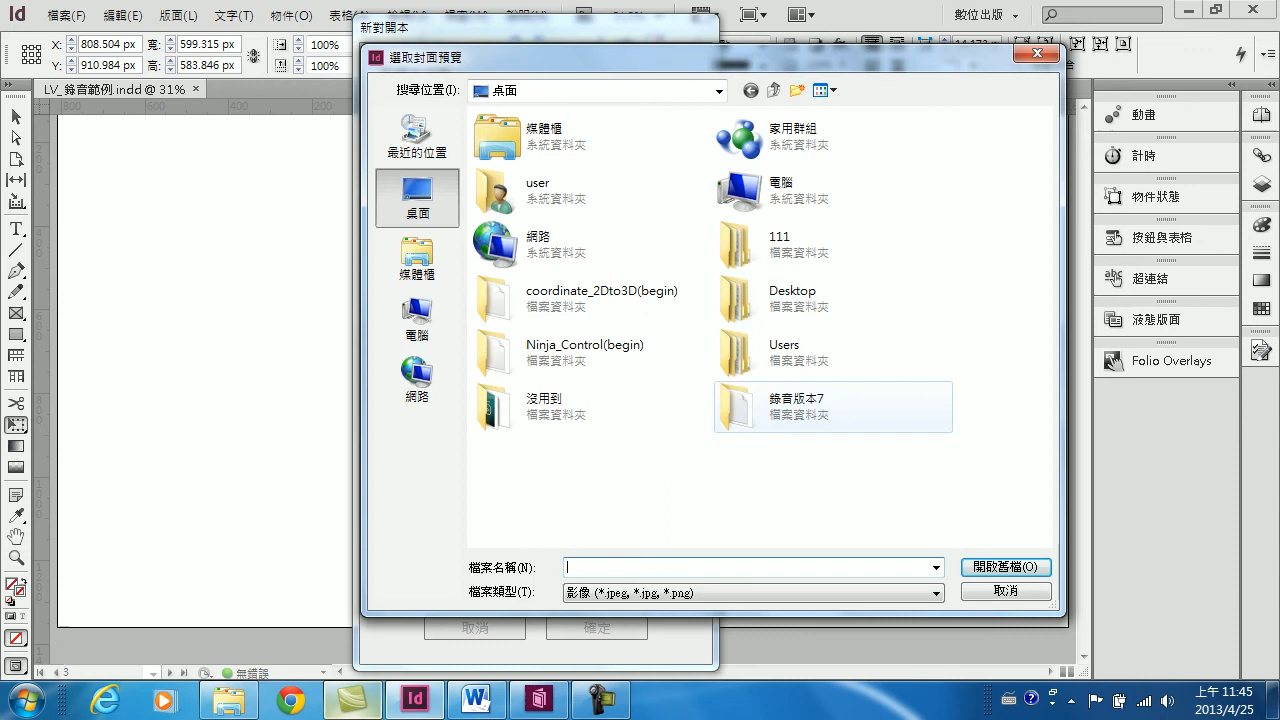 Id 檔案(F) 編輯(E) 版面(L) 文字(T) 物件(O) 表格(A) 數位出版
X: 808.504 px 寬: 599.315 px 100%
Y: 910.984 px 高: 583.846 px 100%
LV_錄音範例.indd @ 31% ×
800 600 400 200
新對開本
Id 選取封面預覽
搜尋位置(I): 桌面
最近的位置
桌面
媒體櫃
電腦
網路
媒體櫃
系統資料夾
家用群組
系統資料夾
user
系統資料夾
電腦
系統資料夾
網路
系統資料夾
111
檔案資料夾
coordinate_2Dto3D(begin)
檔案資料夾
Desktop
檔案資料夾
Ninja_Control(begin)
檔案資料夾
Users
檔案資料夾
沒用到
檔案資料夾
錄音版本7
檔案資料夾
檔案名稱(N): 開啟舊檔(O)
檔案類型(T): 影像 (*.jpeg, *.jpg, *.png) 取消
取消 確定
動畫
計時
物件狀態
按鈕與表格
超連結
液態版面
Folio Overlays
3 無錯誤
上午 11:45
2013/4/25